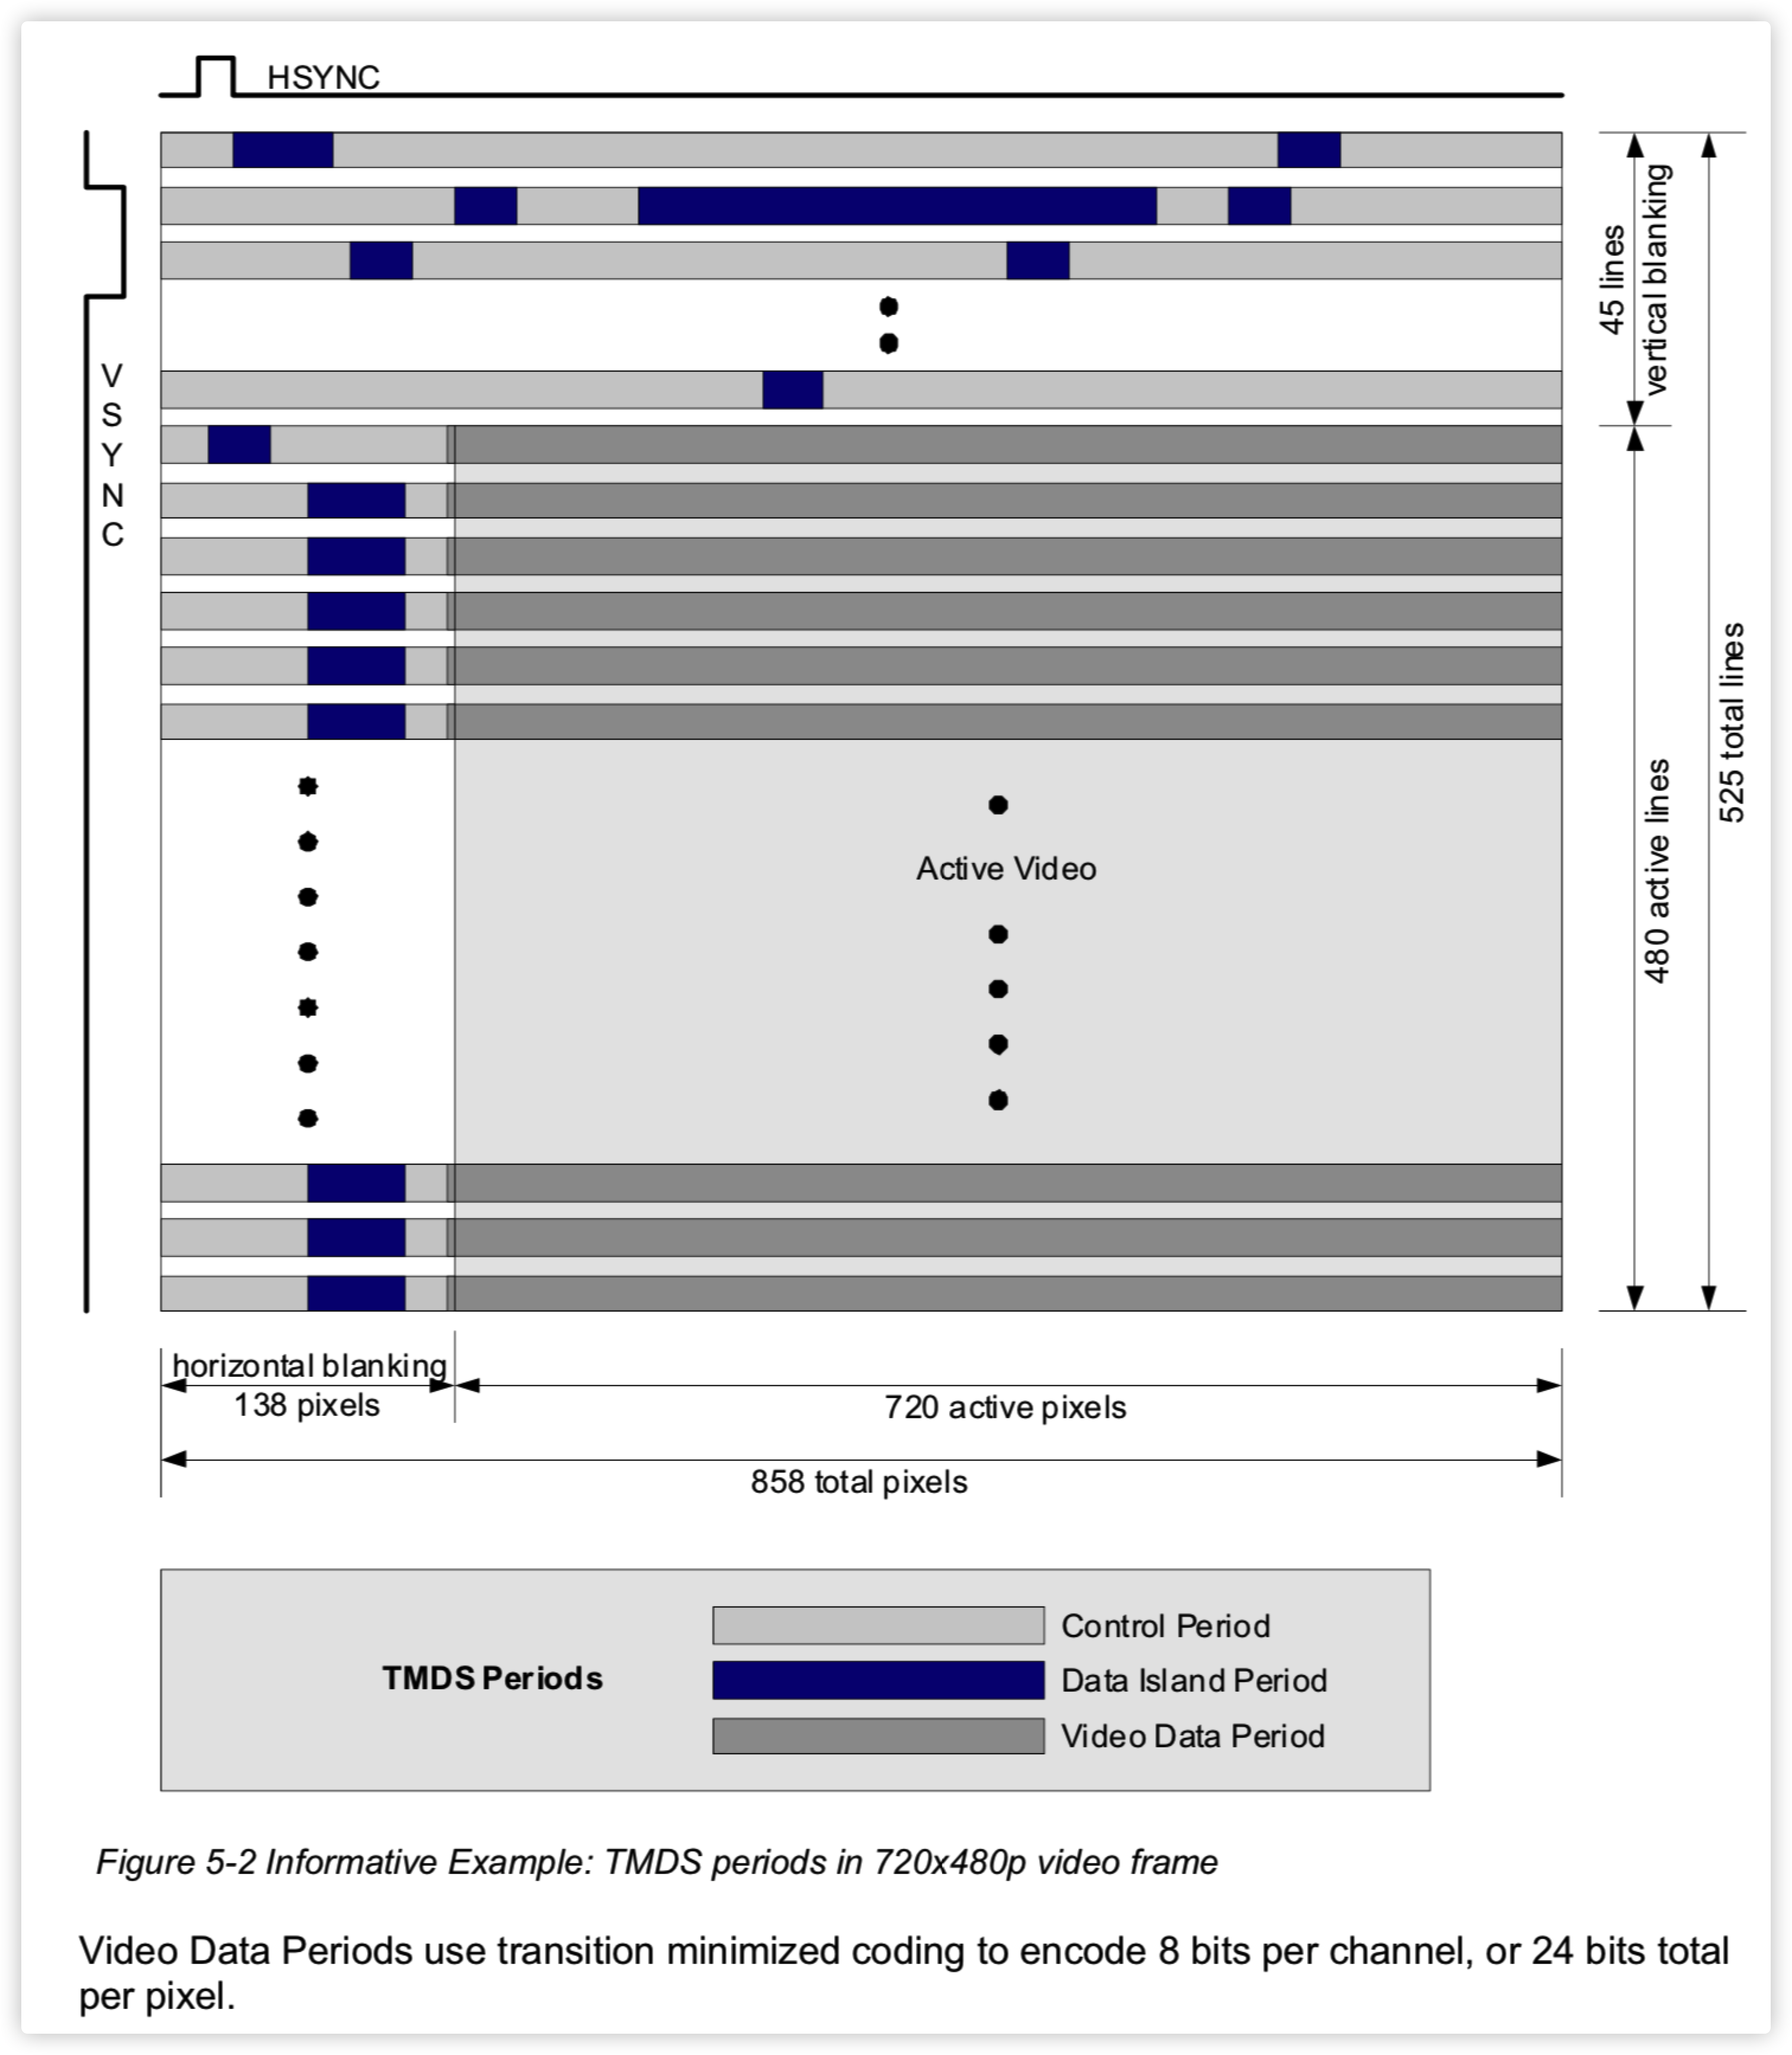 HSYNC
45 lines
vertical blanking
VSYNC
525 total lines
480 active lines
Active Video
horizontal blanking
138 pixels
720 active pixels
858 total pixels
TMDS Periods
Control Period
Data Island Period
Video Data Period
Figure 5-2 Informative Example: TMDS periods in 720x480p video frame
Video Data Periods use transition minimized coding to encode 8 bits per channel, or 24 bits total
per pixel.